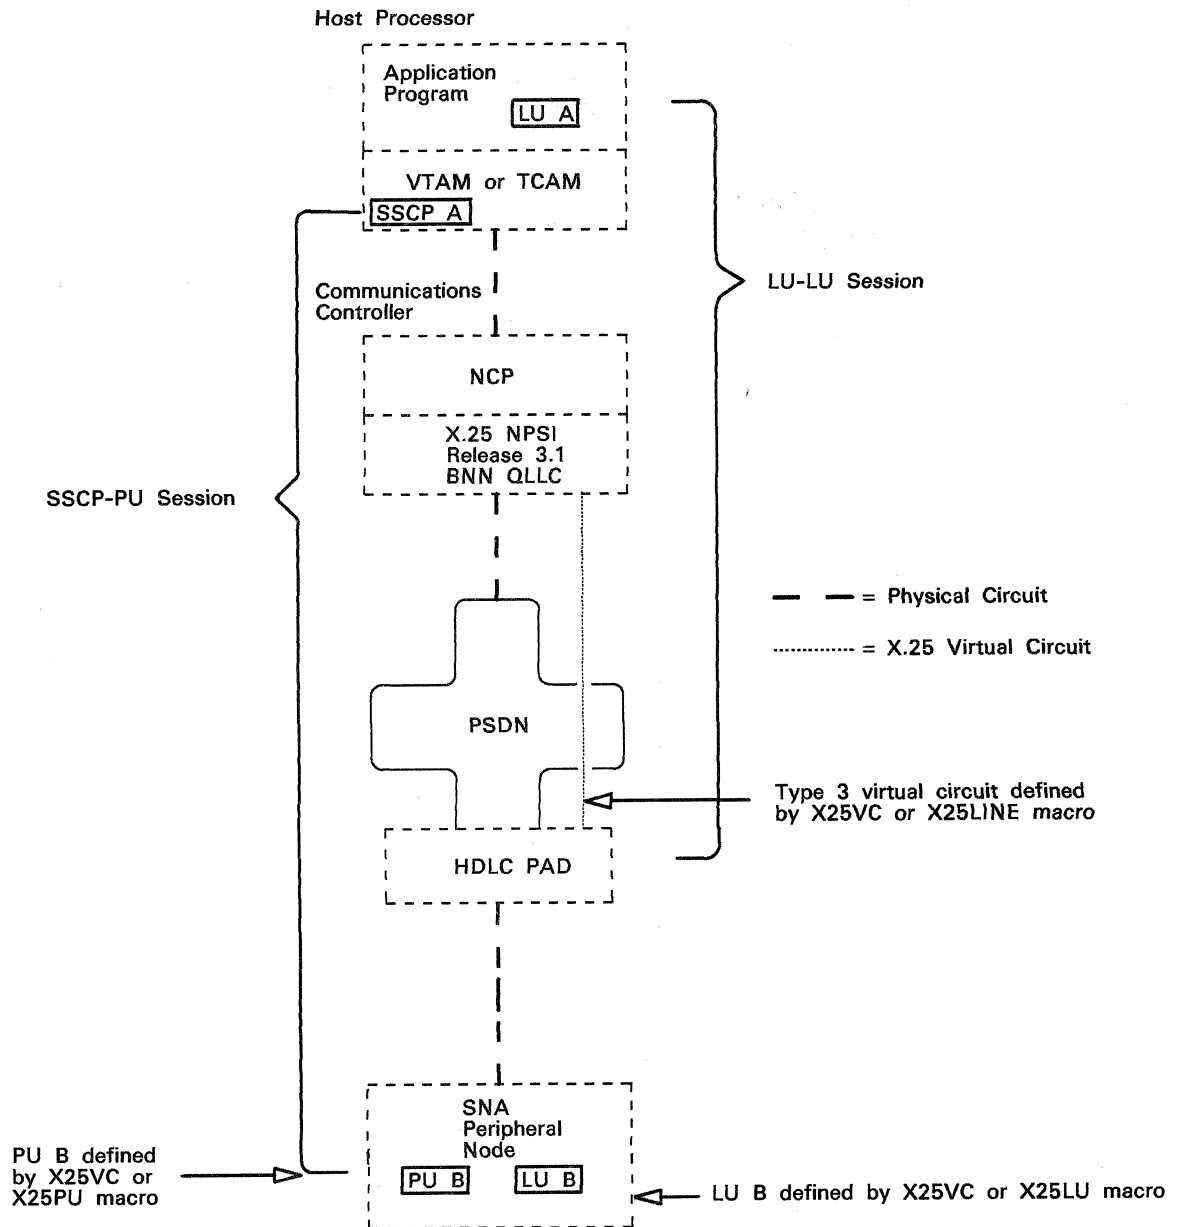 Host Processor
Application
Program
LU A
VTAM or TCAM
SSCP A
Communications
Controller
LU-LU Session
NCP
X.25 NPSI
Release 3.1
BNN QLLC
SSCP-PU Session
= Physical Circuit
= X.25 Virtual Circuit
PSDN
Type 3 virtual circuit defined
by X25VC or X25LINE macro
HDLC PAD
SNA
Peripheral
Node
PU B defined
by X25VC or
X25PU macro
PU B
LU B
LU B defined by X25VC or X25LU macro